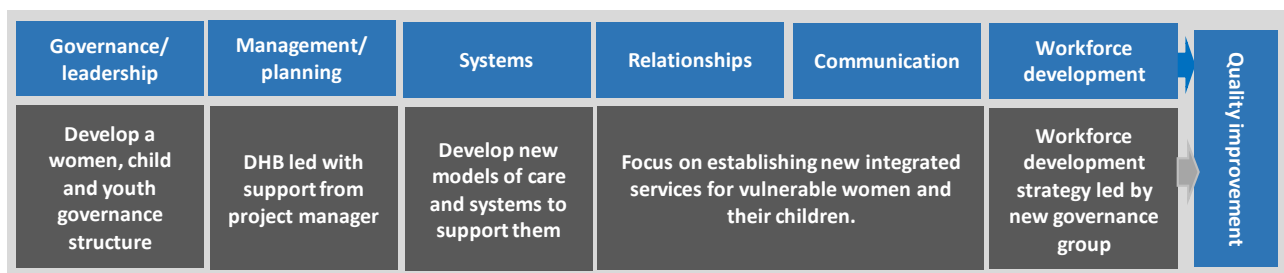 Governance/
leadership
Management/
planning
Systems
Relationships
Communication
Workforce
development
Develop a
women, child
and youth
governance
structure
DHB led with
support from
project manager
Develop new
models of care
and systems to
support them
Focus on establishing new integrated
services for vulnerable women and
their children.
Workforce
development
strategy led by
new governance
group
Quality improvement